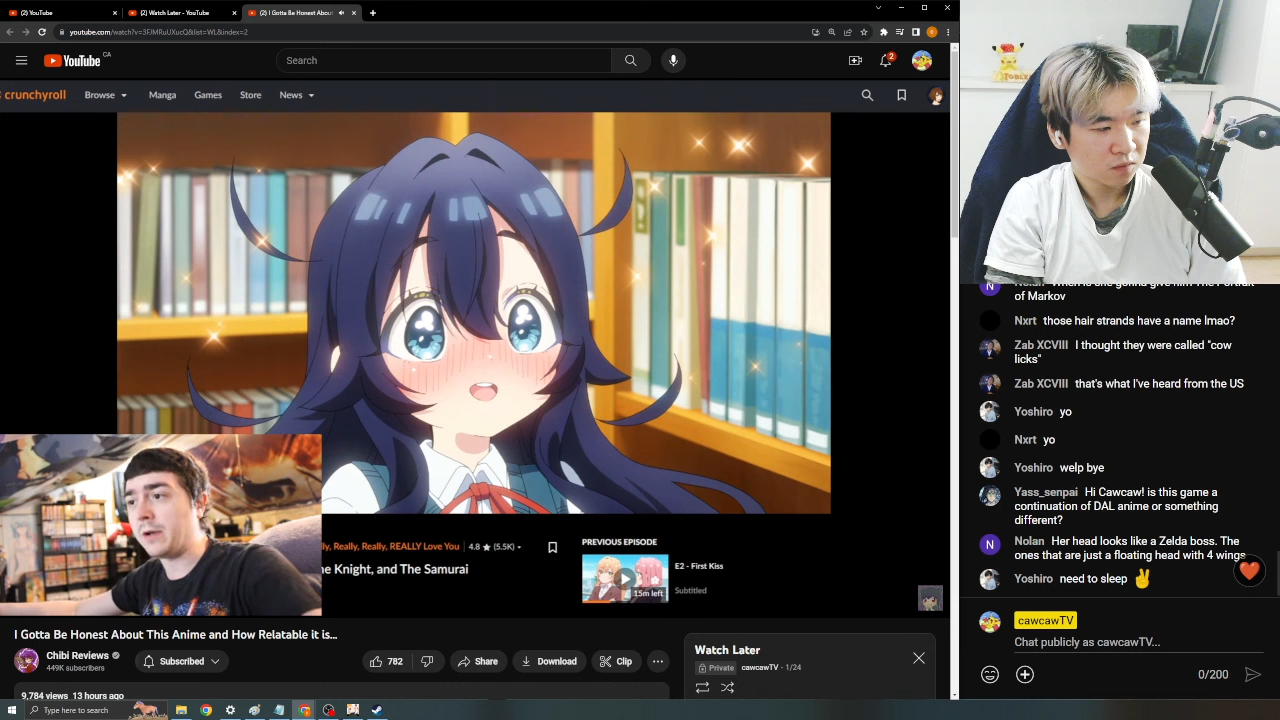 (2) YouTube
(2) Watch Later - YouTube
(2) I Gotta Be Honest About
youtube.com/watch?v=3FJMRuUXucQ&list=WL&index=2
YouTube CA
Search
2
crunchyroll
Browse
Manga
Games
Store
News
of Markov
Nxrt those hair strands have a name lmao?
Zab XCVIII I thought they were called "cow
licks"
Zab XCVIII that's what I've heard from the US
Yoshiro yo
Nxrt yo
Yoshiro welp bye
Yass_senpai Hi Cawcaw! is this game a
continuation of DAL anime or something
different?
Nolan Her head looks like a Zelda boss. The
ones that are just a floating head with 4 wings
Yoshiro need to sleep ✌
cawcawTV
Chat publicly as cawcawTV...
0/200
ly, Really, Really, REALLY Love You
4.8 ★ (5.5K)
ne Knight, and The Samurai
PREVIOUS EPISODE
15m left
E2 - First Kiss
Subtitled
I Gotta Be Honest About This Anime and How Relatable it is...
Chibi Reviews
449K subscribers
Subscribed
782
Share
Download
Clip
9,784 views 13 hours ago
Watch Later
Private
cawcawTV - 1/24
Type here to search